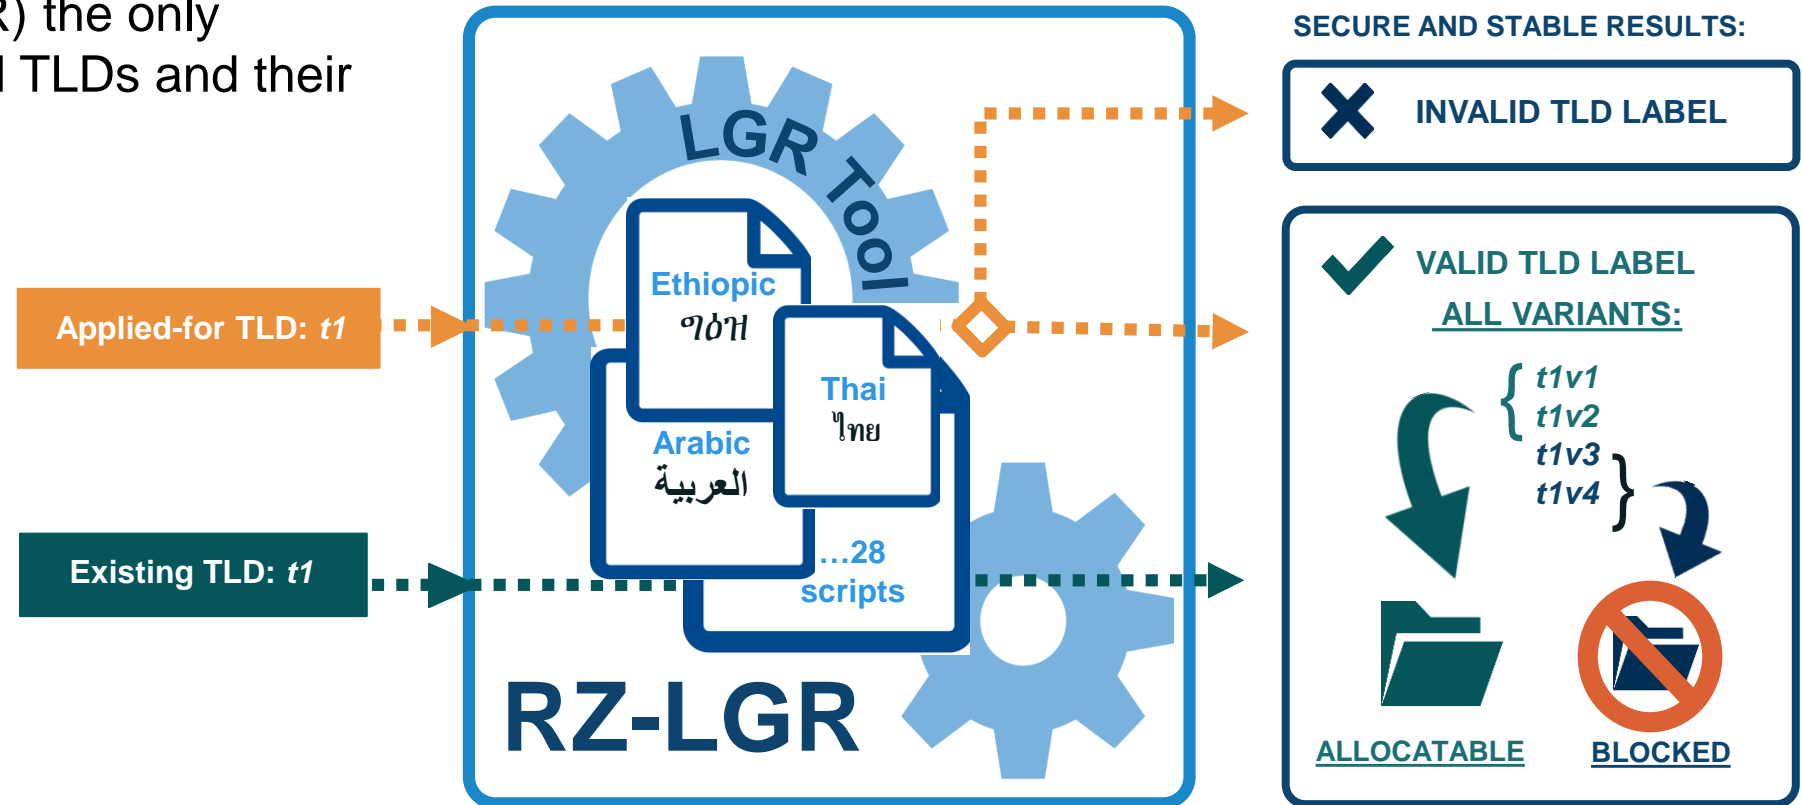 R) the only
TLDs and their
SECURE AND STABLE RESULTS:
INVALID TLD LABEL
LGR Tool
Ethiopic
ግዕዝ
Applied-for TLD: t1
Thai
ไทย
Arabic
العربية
VALID TLD LABEL
ALL VARIANTS:
{ t1v1
t1v2
t1v3
t1v4 }
Existing TLD: t1
...28
scripts
RZ-LGR
ALLOCATABLE
BLOCKED